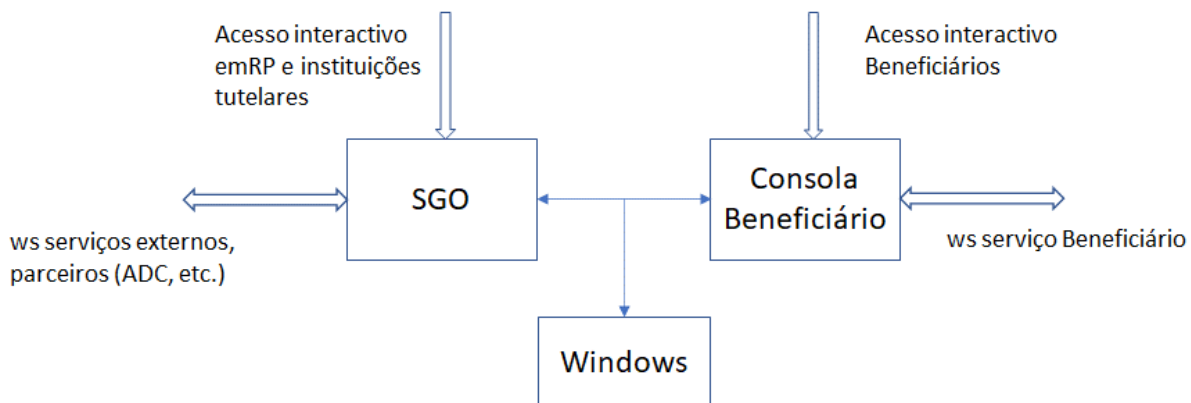 Acesso interactivo
emRP e instituições
tutelares
Acesso interactivo
Beneficiários
SGO
Consola
Beneficiário
ws serviços externos,
parceiros (ADC, etc.)
ws serviço Beneficiário
Windows